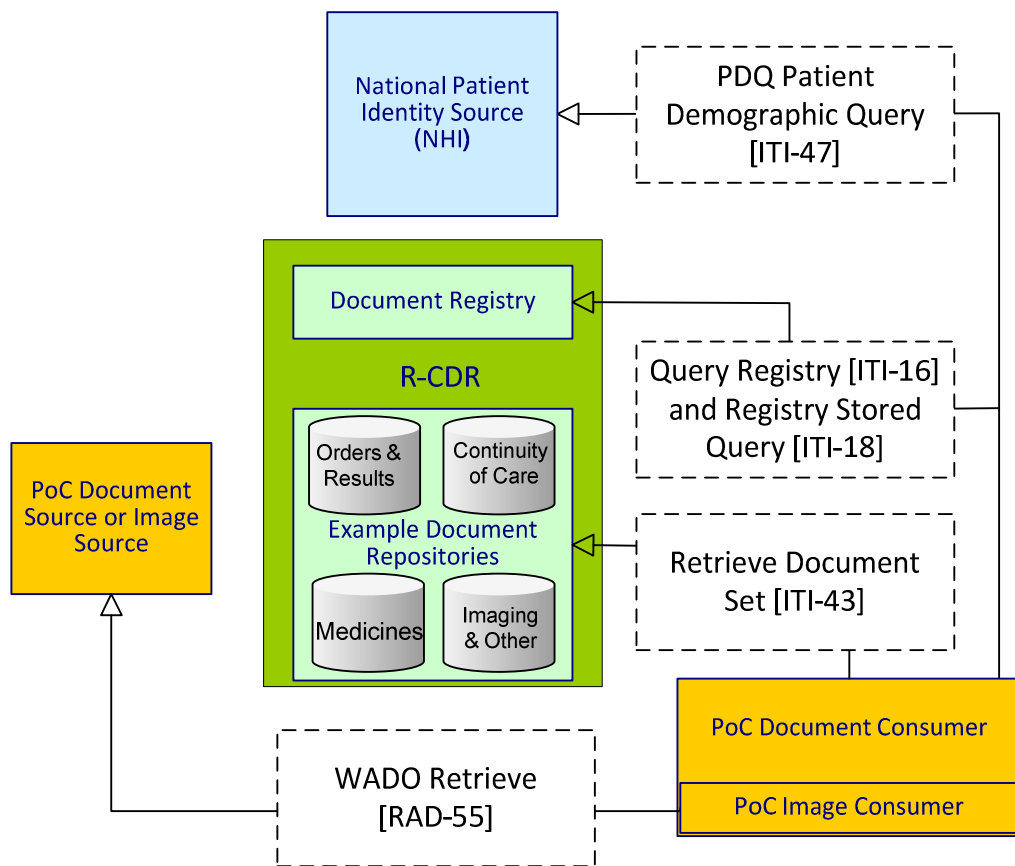 National Patient
Identity Source
(NHI)
PDQ Patient
Demographic Query
[ITI-47]
Document Registry
R-CDR
Query Registry [ITI-16]
and Registry Stored
Query [ITI-18]
Orders &
Results
Continuity
of Care
Example Document
Repositories
Medicines
Imaging
& Other
PoC Document
Source or Image
Source
Retrieve Document
Set [ITI-43]
PoC Document Consumer
PoC Image Consumer
WADO Retrieve
[RAD-55]